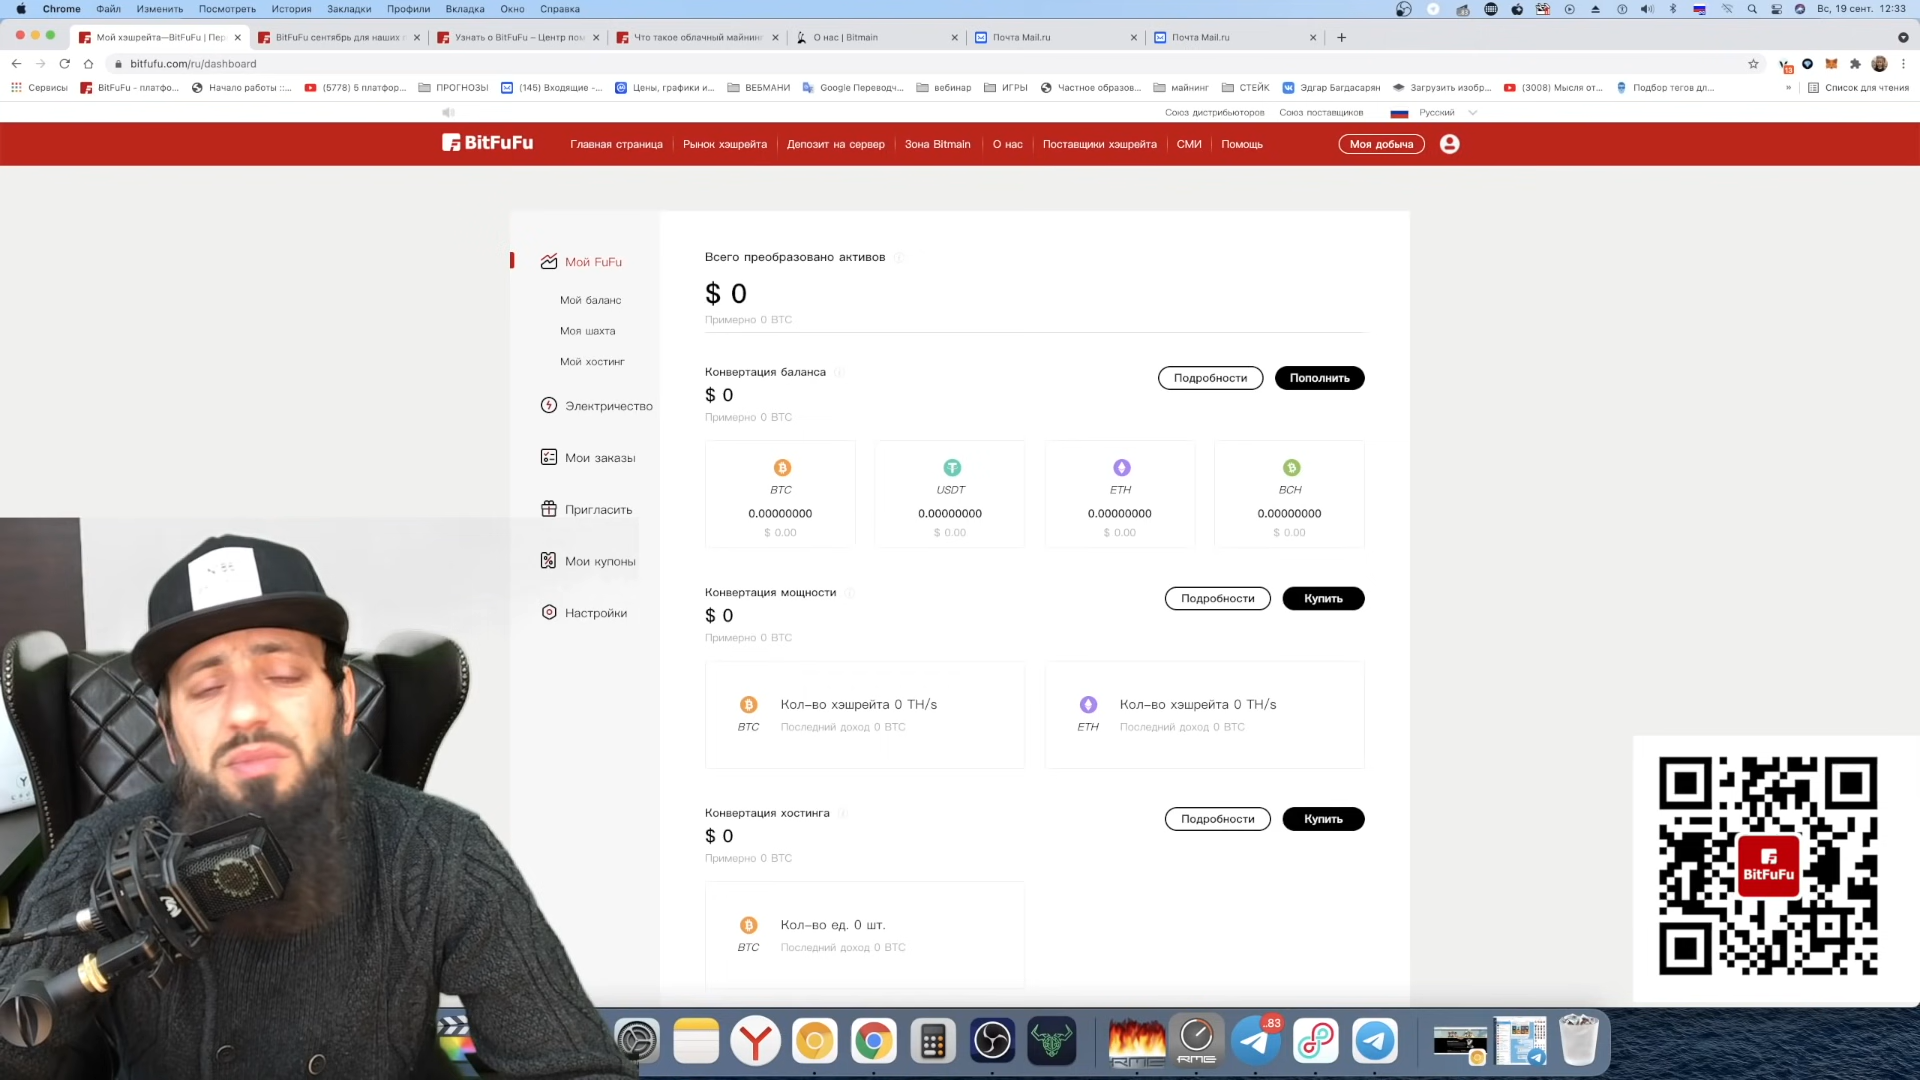 Chrome Файл Изменить Посмотреть История Закладки Профили Вкладка Окно Справка
Вс, 19 сент. 12:33
Мой хэшрейта—BitFuFu | Пер
BitFuFu сентябрь для наших п
Узнать о BitFuFu – Центр пом
Что такое облачный майнинг
О нас | Bitmain
Почта Mail.ru
Почта Mail.ru
bitfufu.com/ru/dashboard
13
Сервисы
BitFuFu - платфо...
Начало работы ::...
(5778) 5 платфор...
ПРОГНОЗЫ
(145) Входящие -...
Цены, графики и...
ВЕБМАНИ
Google Переводч...
вебинар
ИГРЫ
Частное образов...
майнинг
СТЕЙК
Эдгар Багдасарян
Загрузить изобр...
(3008) Мысля от...
Подбор тегов дл...
»
Список для чтения
Союз дистрибьюторов Союз поставщиков Русский
BitFuFu
Главная страница
Рынок хэшрейта
Депозит на сервер
Зона Bitmain
О нас
Поставщики хэшрейта
СМИ
Помощь
Моя добыча
Мой FuFu
Мой баланс
Моя шахта
Мой хостинг
Электричество
Мои заказы
Пригласить
Мои купоны
Настройки
Всего преобразовано активов
$ 0
Примерно 0 BTC
Конвертация баланса
$ 0
Примерно 0 BTC
Подробности
Пополнить
BTC
0.00000000
$ 0.00
USDT
0.00000000
$ 0.00
ETH
0.00000000
$ 0.00
BCH
0.00000000
$ 0.00
Конвертация мощности
$ 0
Примерно 0 BTC
Подробности
Купить
BTC
Кол-во хэшрейта 0 TH/s
Последний доход 0 BTC
ETH
Кол-во хэшрейта 0 TH/s
Последний доход 0 BTC
Конвертация хостинга
$ 0
Примерно 0 BTC
Подробности
Купить
BTC
Кол-во ед. 0 шт.
Последний доход 0 BTC
BitFuFu
RME
RME
..83